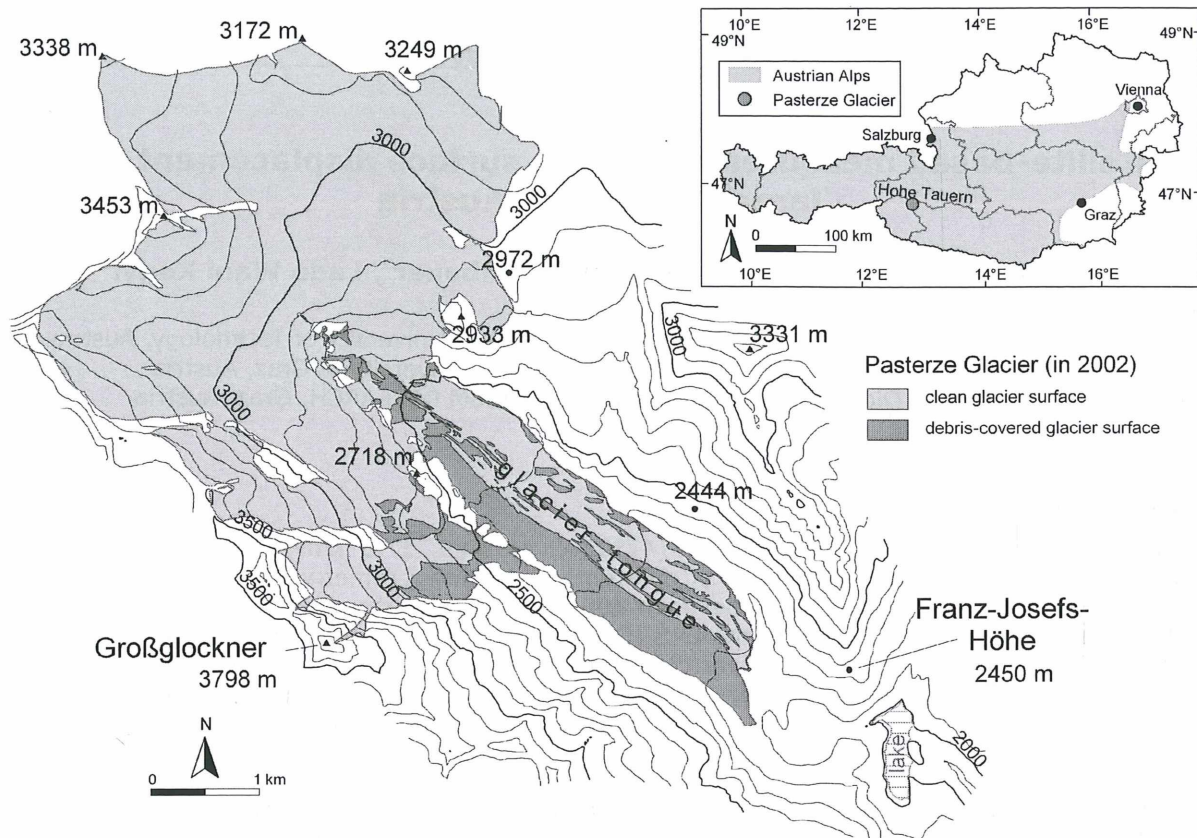 3338 m
3172 m
3249 m
3000
3000
3453 m
2972 m
2933 m
3000
3331 m
3000
2718 m
2444 m
glacier tongue
3500
3000
3500
2500
Großglockner
3798 m
Franz-Josefs-
Höhe
2450 m
lake
2000
N
0 1 km
10°E 12°E 14°E 16°E
49°N 49°N
Austrian Alps
Pasterze Glacier
Vienna
Salzburg
47°N 47°N
Hohe Tauern
Graz
N
0 100 km
10°E 12°E 14°E 16°E
Pasterze Glacier (in 2002)
clean glacier surface
debris-covered glacier surface